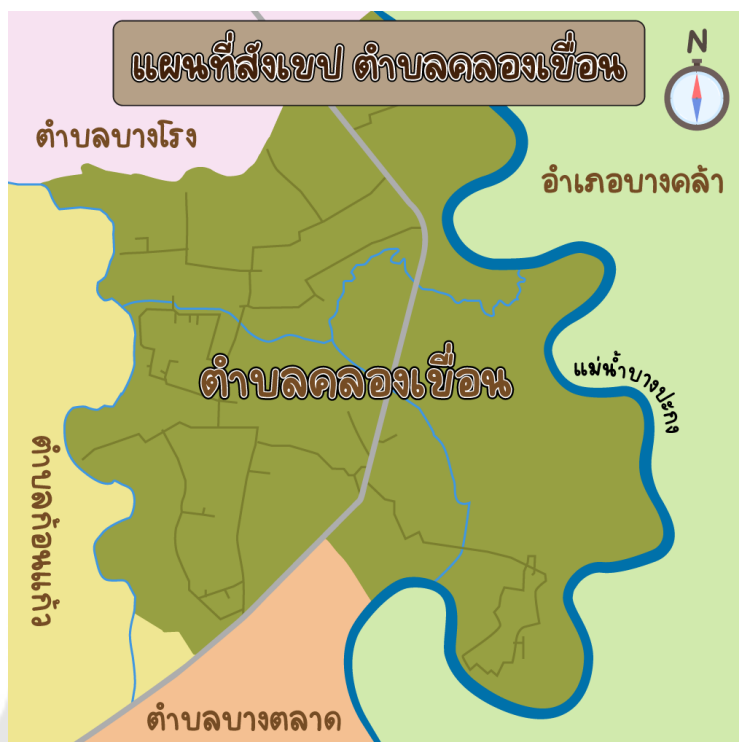 แผนที่สังเขป ตำบลคลองเขื่อน
N
ตำบลบางโรง
อำเภอบางคล้า
ตำบลคลองเขื่อน
แม่น้ำบางปะกง
ตำบลก้อนแก้ว
ตำบลบางตลาด